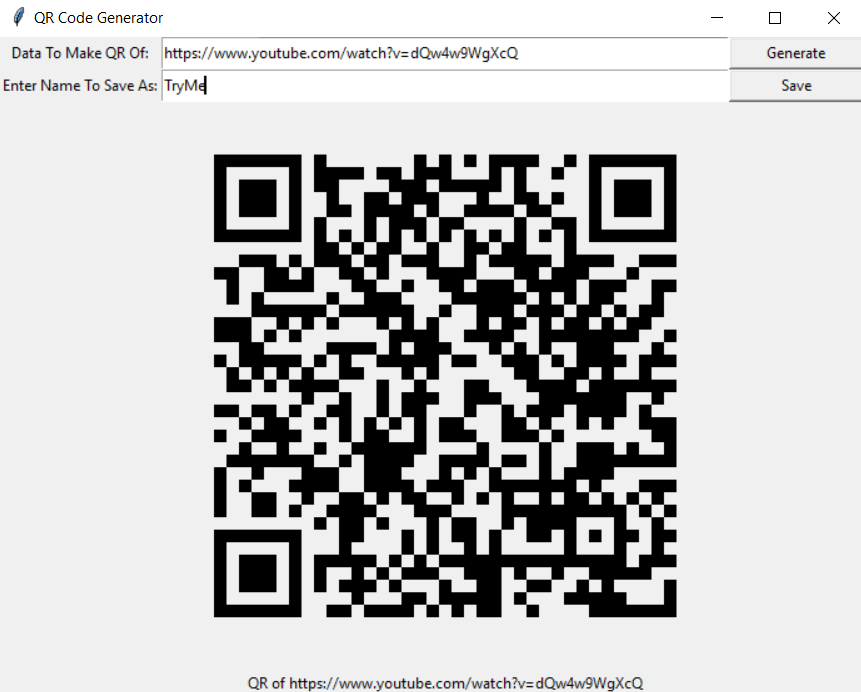 QR Code Generator
Data To Make QR Of: https://www.youtube.com/watch?v=dQw4w9WgXcQ Generate
Enter Name To Save As: TryMe Save
QR of https://www.youtube.com/watch?v=dQw4w9WgXcQ